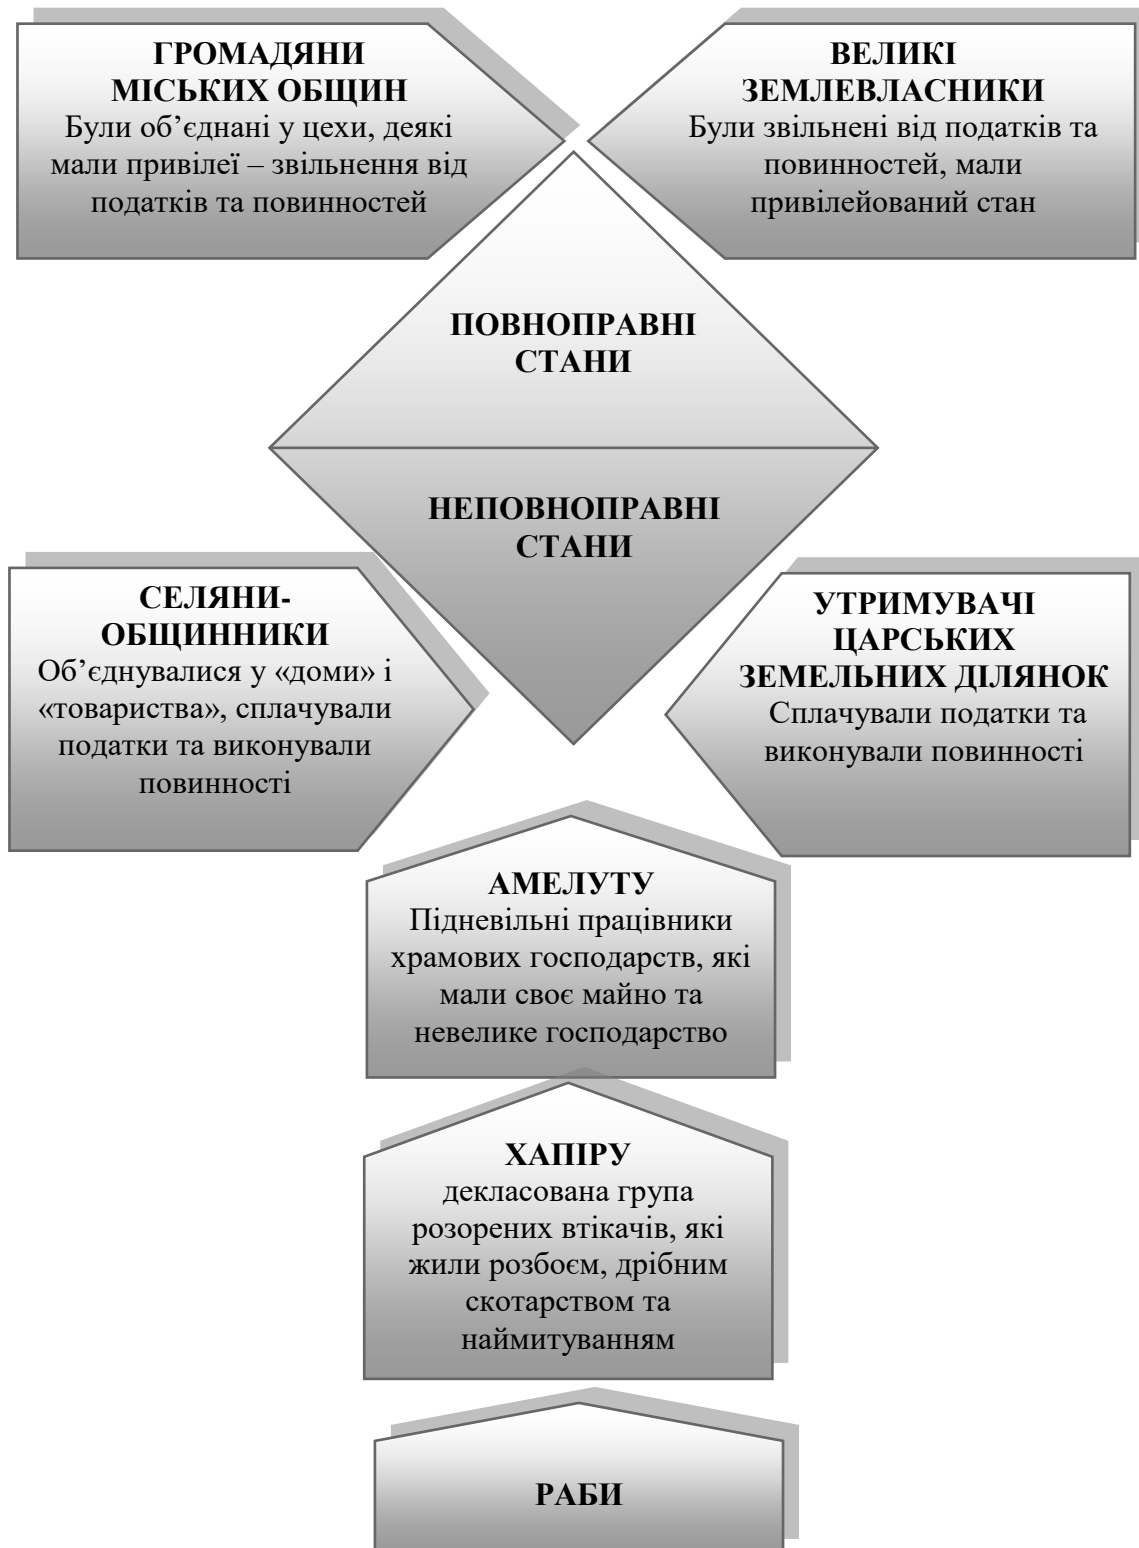 ГРОМАДЯНИ
МІСЬКИХ ОБЩИН
Були об’єднані у цехи, деякі
мали привілеї – звільнення від
податків та повинностей
ВЕЛИКІ
ЗЕМЛЕВЛАСНИКИ
Були звільнені від податків та
повинностей, мали
привілейований стан
ПОВНОПРАВНІ
СТАНИ
НЕПОВНОПРАВНІ
СТАНИ
СЕЛЯНИ-
ОБЩИННИКИ
Об’єднувалися у «доми» і
«товариства», сплачували
податки та виконували
повинності
УТРИМУВАЧІ
ЦАРСЬКИХ
ЗЕМЕЛЬНИХ ДІЛЯНОК
Сплачували податки та
виконували повинності
АМЕЛУТУ
Підневільні працівники
храмових господарств, які
мали своє майно та
невелике господарство
ХАПІРУ
декласована група
розорених втікачів, які
жили розбоєм, дрібним
скотарством та
наймитуванням
РАБИ